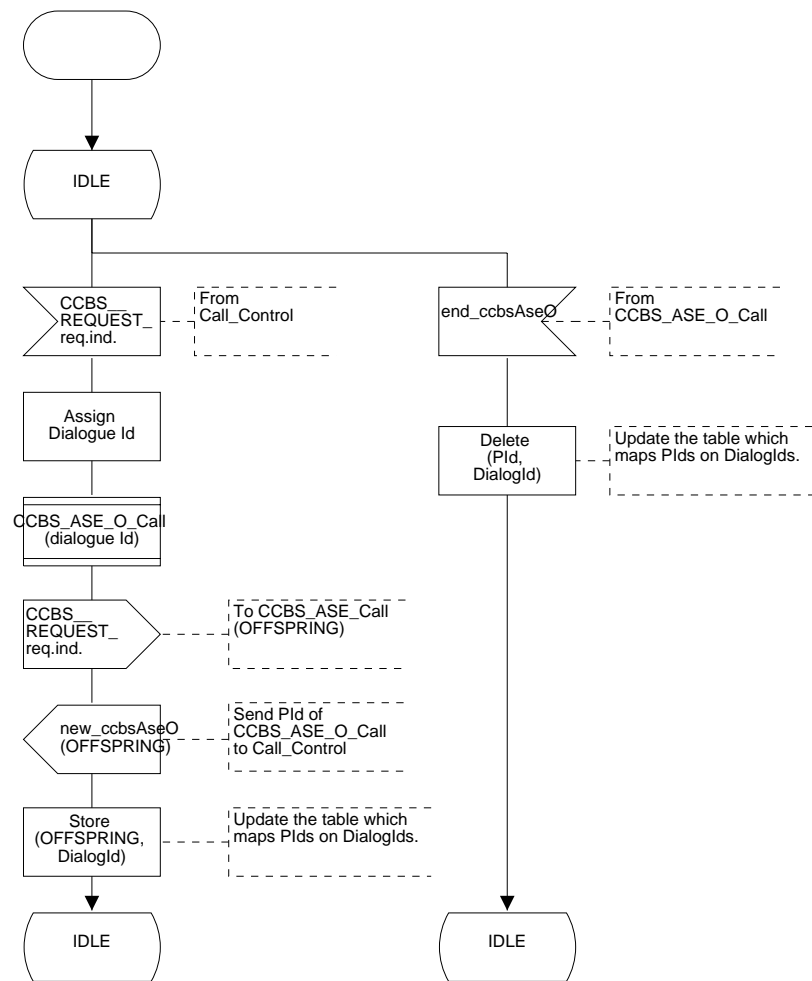 IDLE
CCBS__
REQUEST_
req.ind.
From
Call_Control
Assign
Dialogue Id
CCBS_ASE_O_Call
(dialogue Id)
CCBS__
REQUEST_
req.ind.
To CCBS_ASE_Call
(OFFSPRING)
new_ccbsAseO
(OFFSPRING)
Send PId of
CCBS_ASE_O_Call
to Call_Control
Store
(OFFSPRING,
DialogId)
Update the table which
maps PIds on DialogIds.
IDLE
end_ccbsAseO
From
CCBS_ASE_O_Call
Delete
(PId,
DialogId)
Update the table which
maps PIds on DialogIds.
IDLE